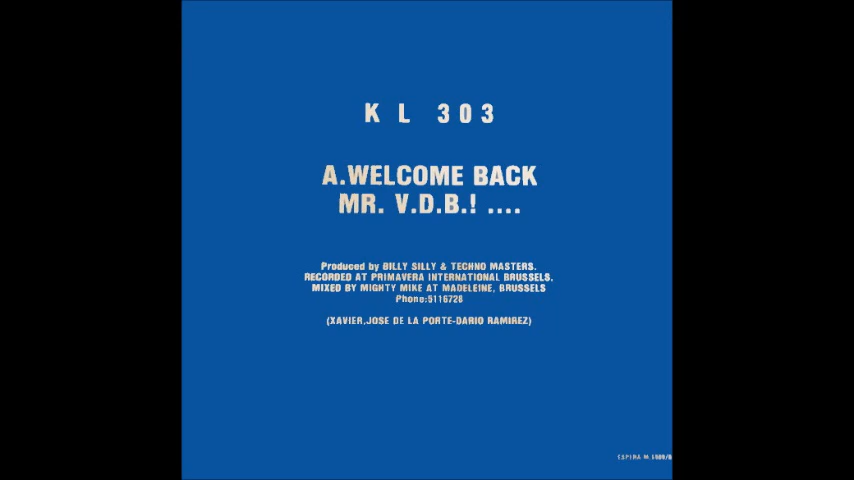 K L 303
A.WELCOME BACK
MR. V.D.B.! ....
Produced by BILLY SILLY & TECHNO MASTERS.
RECORDED AT PRIMAVERA INTERNATIONAL BRUSSELS.
MIXED BY MIGHTY MIKE AT MADELEINE, BRUSSELS
Phone:5116728
(XAVIER,JOSE DE LA PORTE-DARIO RAMIREZ)